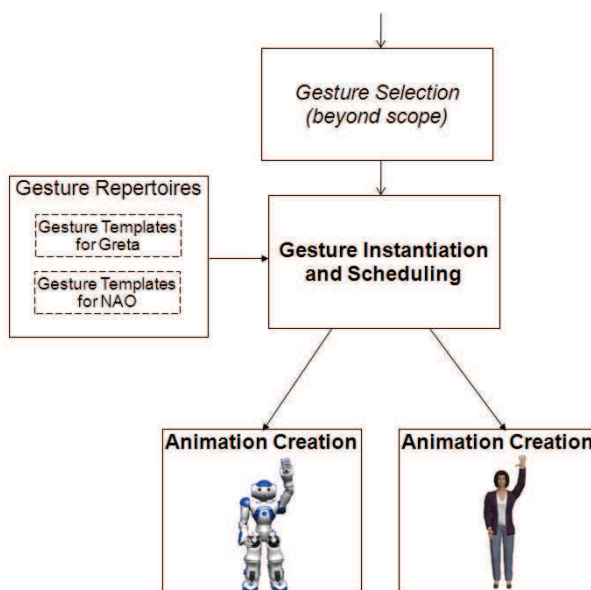 Gesture Selection
(beyond scope)
Gesture Repertoires
Gesture Templates
for Greta
Gesture Templates
for NAO
Gesture Instantiation
and Scheduling
Animation Creation
Animation Creation